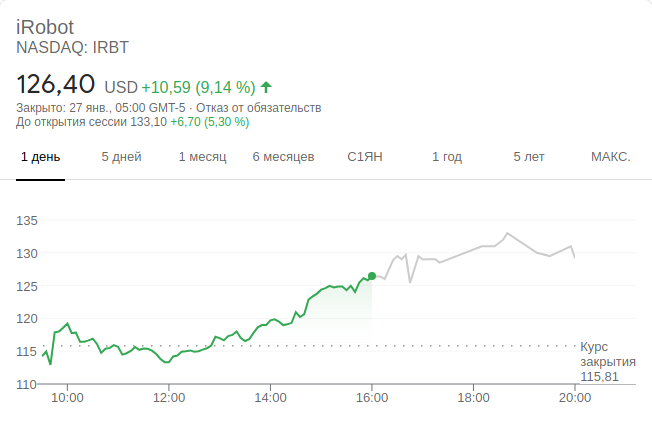 iRobot
NASDAQ: IRBT
126,40 USD +10,59 (9,14 %)
Закрыто: 27 янв., 05:00 GMT-5 · Отказ от обязательств
До открытия сессии 133,10 +6,70 (5,30 %)
1 день 5 дней 1 месяц 6 месяцев С1ЯН 1 год 5 лет МАКС.
135
130
125
120
115
110
Курс
закрытия
115,81
10:00 12:00 14:00 16:00 18:00 20:00